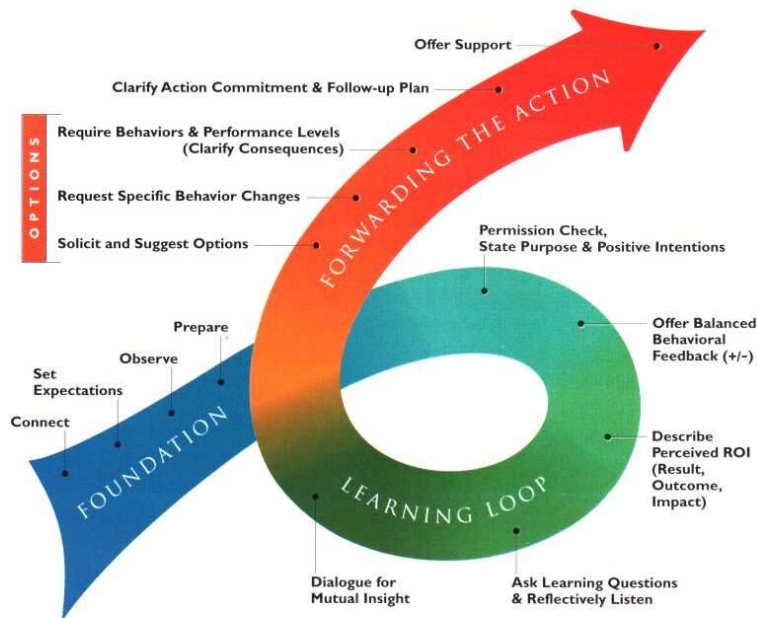 Offer Support
Clarify Action Commitment & Follow-up Plan
OPTIONS
Require Behaviors & Performance Levels
(Clarify Consequences)
Request Specific Behavior Changes
Solicit and Suggest Options
FORWARDING THE ACTION
Permission Check,
State Purpose & Positive Intentions
Prepare
Observe
Set
Expectations
Connect
FOUNDATION
Offer Balanced
Behavioral
Feedback (+/-)
Describe
Perceived ROI
(Result,
Outcome,
Impact)
LEARNING LOOP
Dialogue for
Mutual Insight
Ask Learning Questions
& Reflectively Listen